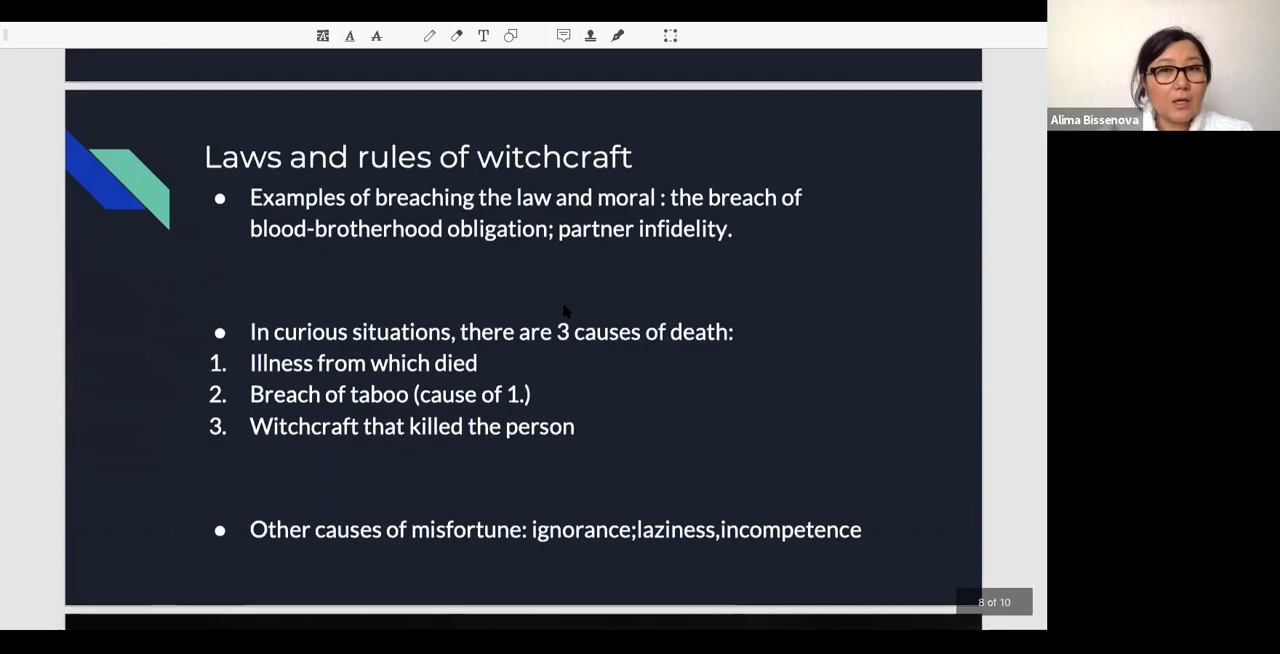 Laws and rules of witchcraft
● Examples of breaching the law and moral : the breach of
blood-brotherhood obligation; partner infidelity.
● In curious situations, there are 3 causes of death:
1. Illness from which died
2. Breach of taboo (cause of 1.)
3. Witchcraft that killed the person
● Other causes of misfortune: ignorance;laziness,incompetence
8 of 10
Alima Bissenova